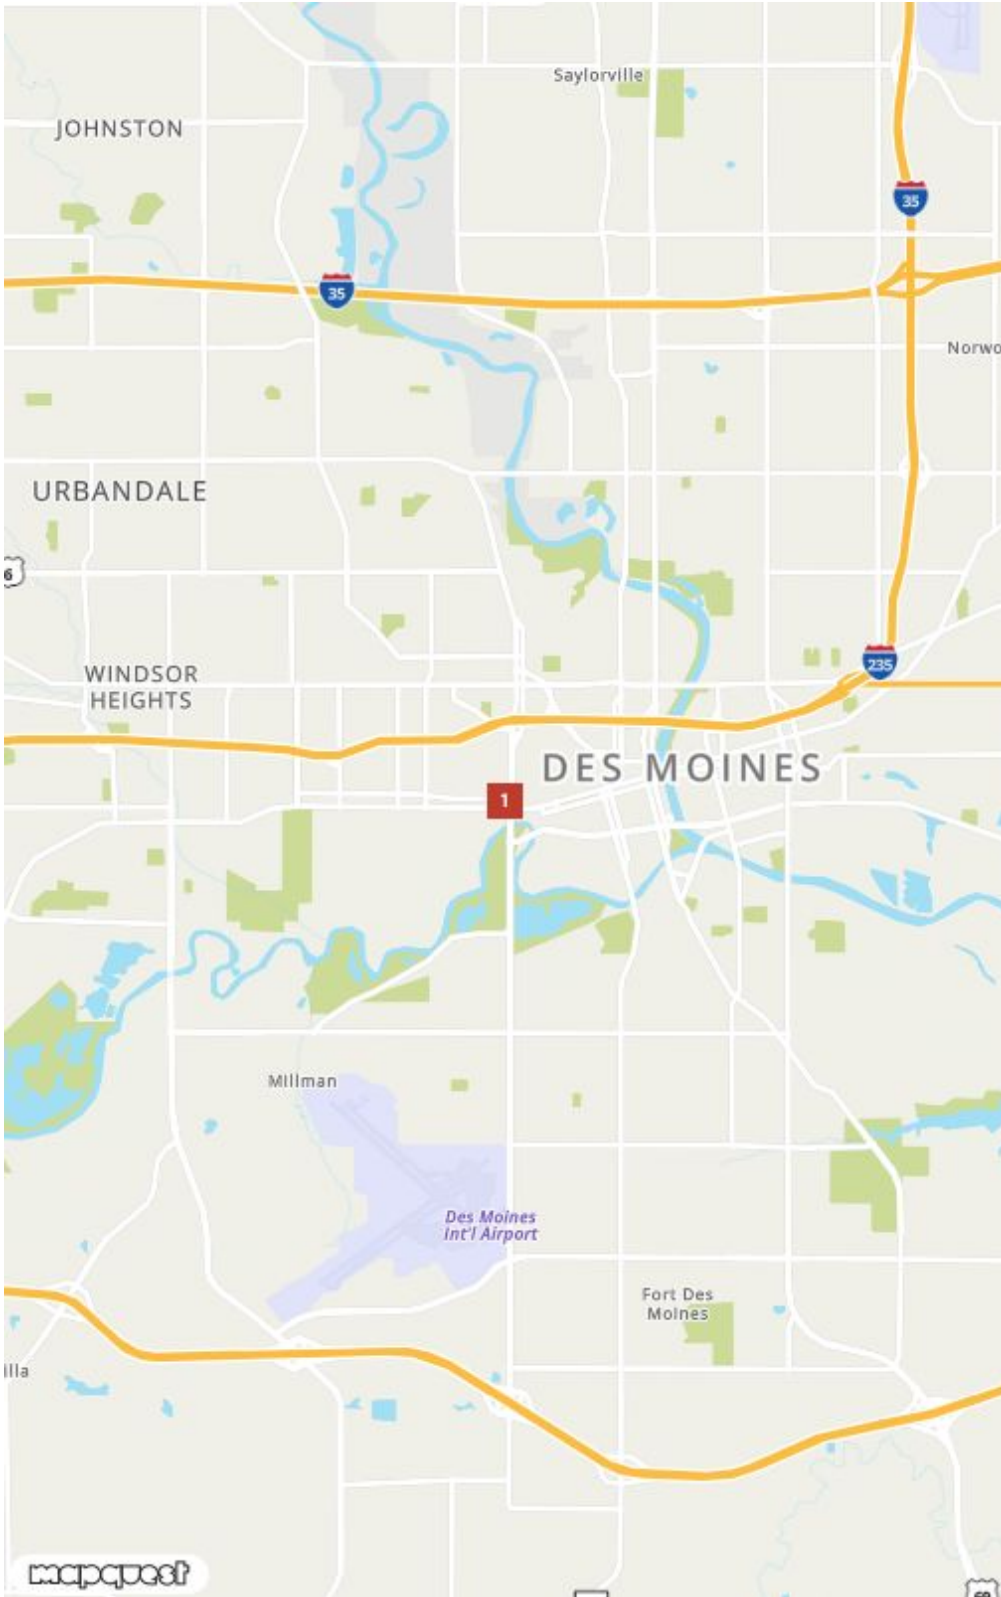 Saylorville
JOHNSTON
35
35
Norwo
URBANDALE
6
WINDSOR
HEIGHTS
235
DES MOINES
1
Millman
Des Moines
Int'l Airport
Fort Des
Moines
illa
mapquest